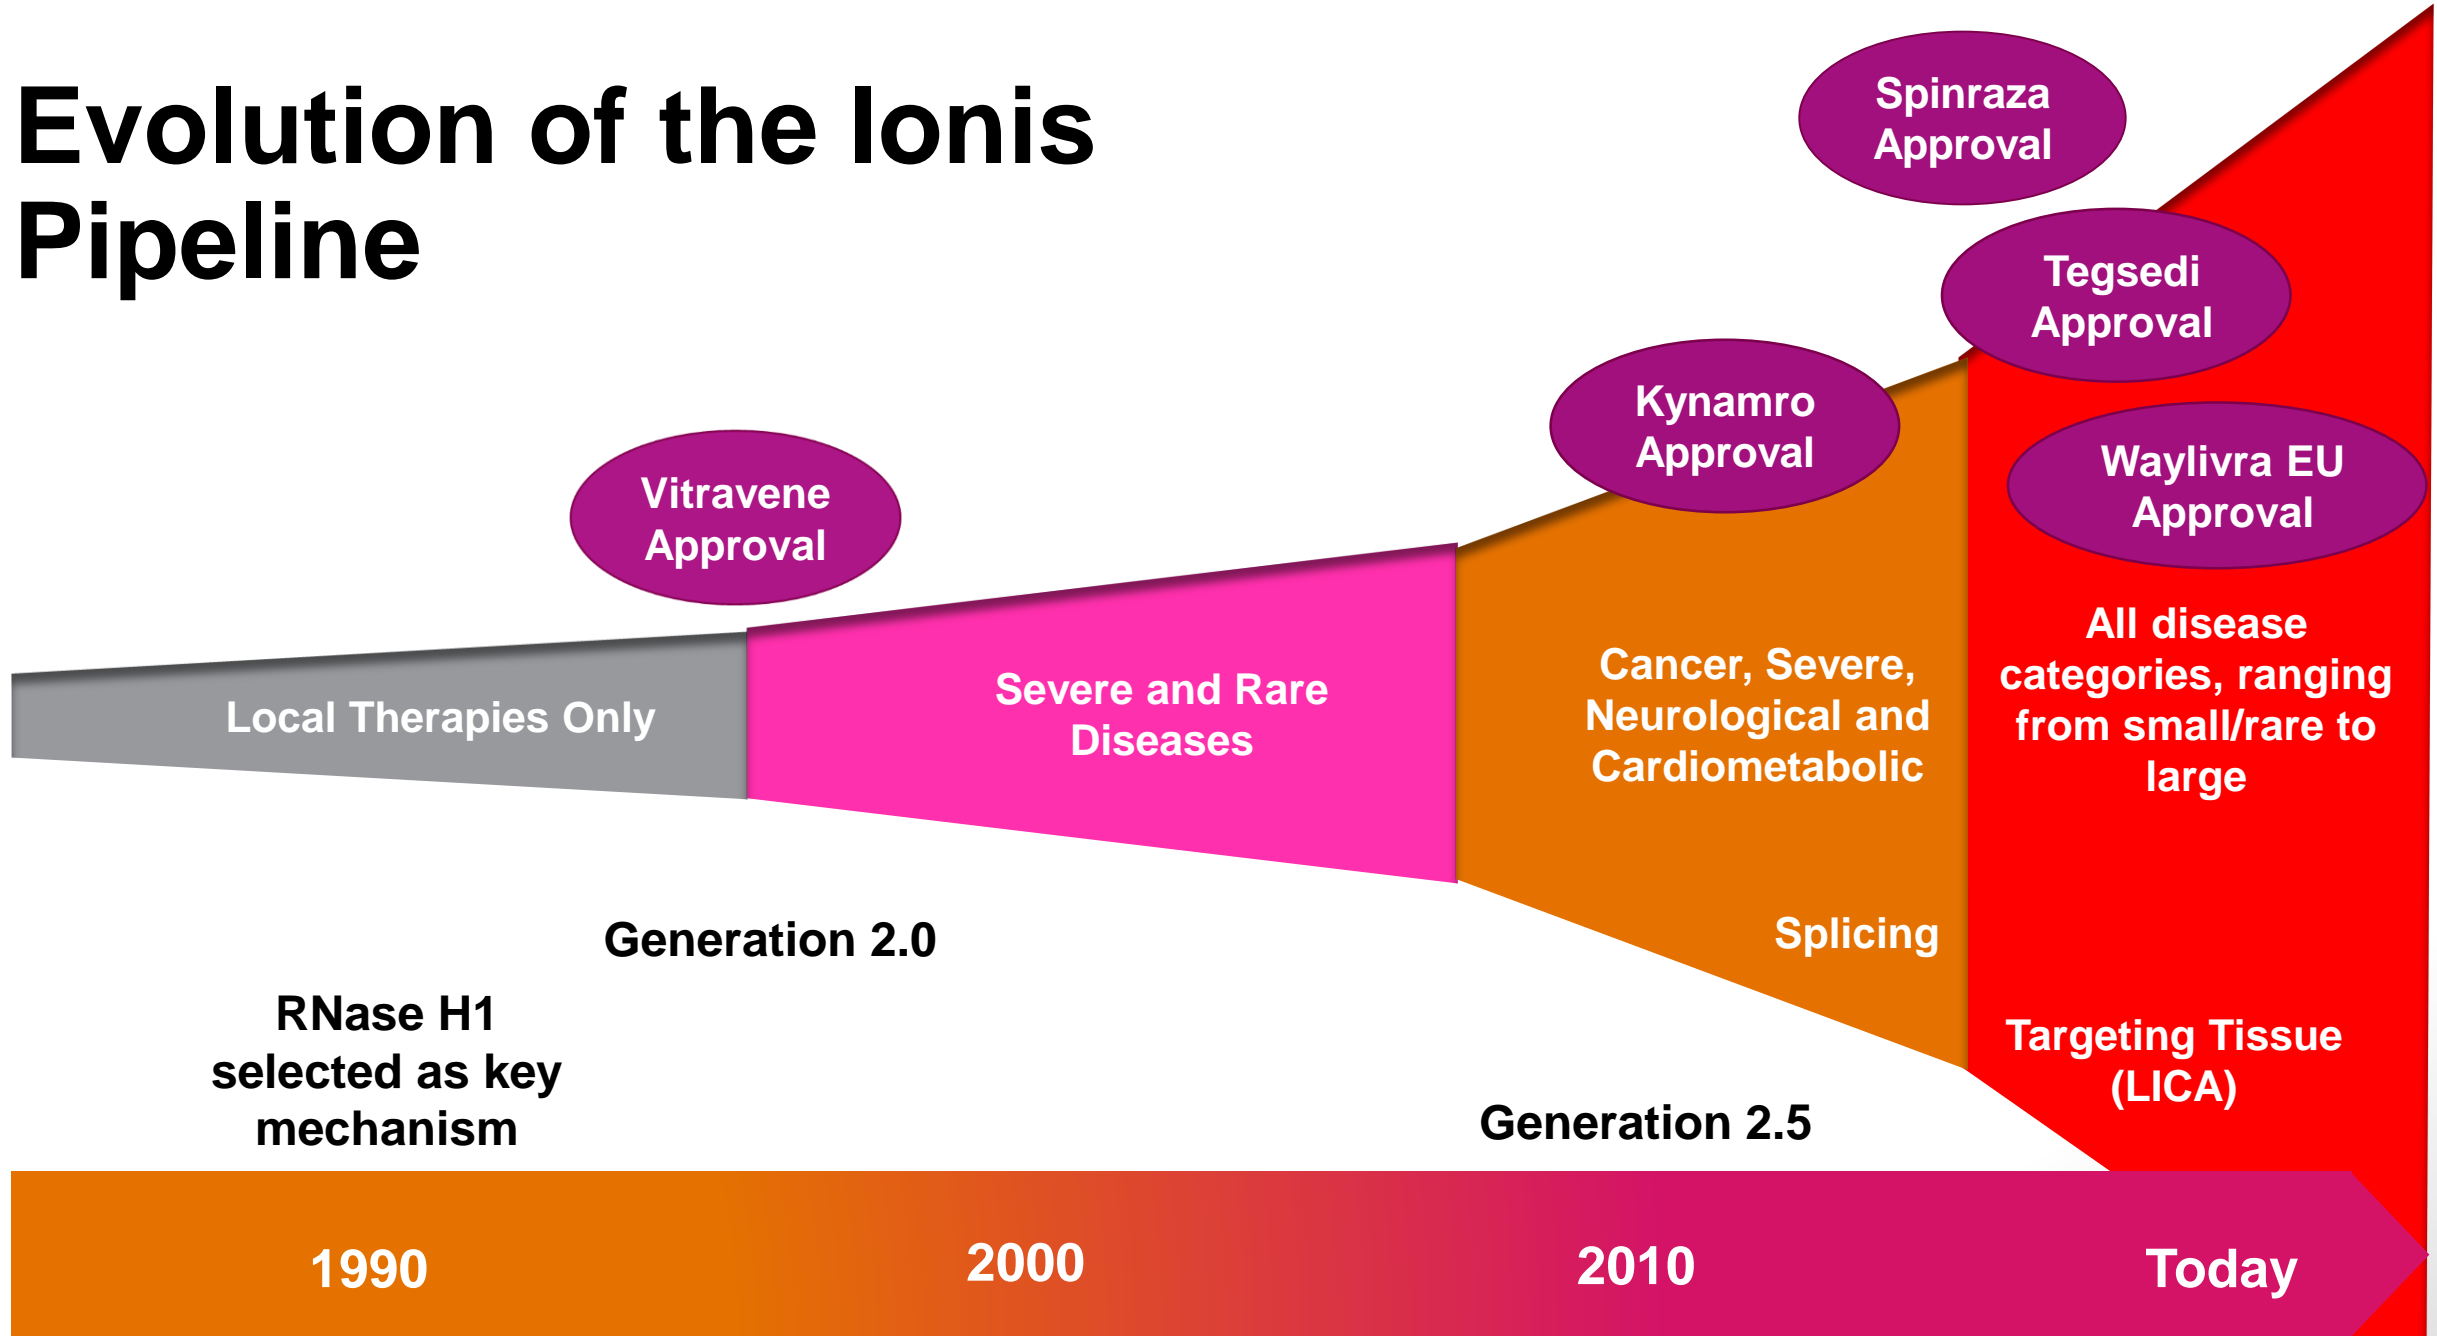 Evolution of the Ionis
Pipeline
Spinraza
Approval
Tegsedi
Approval
Kynamro
Approval
Waylivra EU
Approval
Vitravene
Approval
Local Therapies Only
Severe and Rare
Diseases
Cancer, Severe,
Neurological and
Cardiometabolic
All disease
categories, ranging
from small/rare to
large
Splicing
Targeting Tissue
(LICA)
Generation 2.0
RNase H1
selected as key
mechanism
Generation 2.5
1990
2000
2010
Today